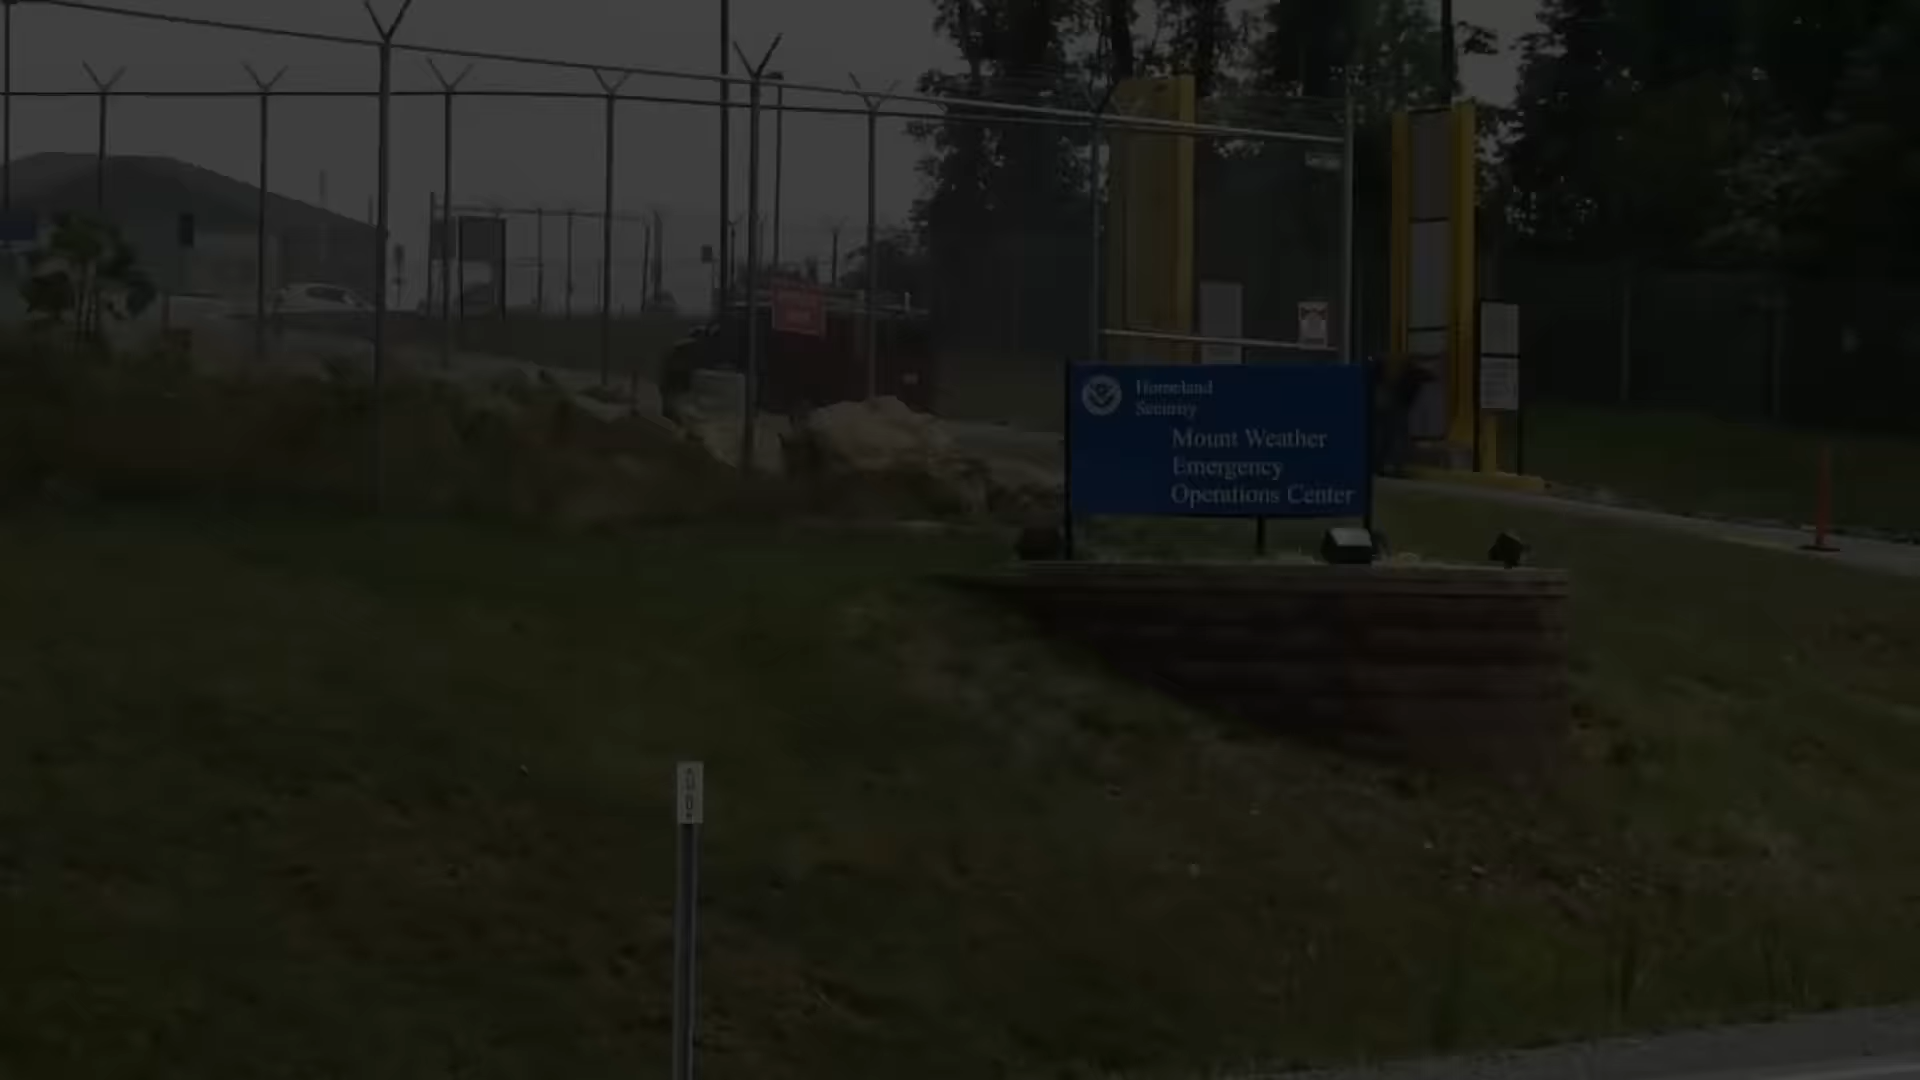 Homeland
Security
Mount Weather
Emergency
Operations Center